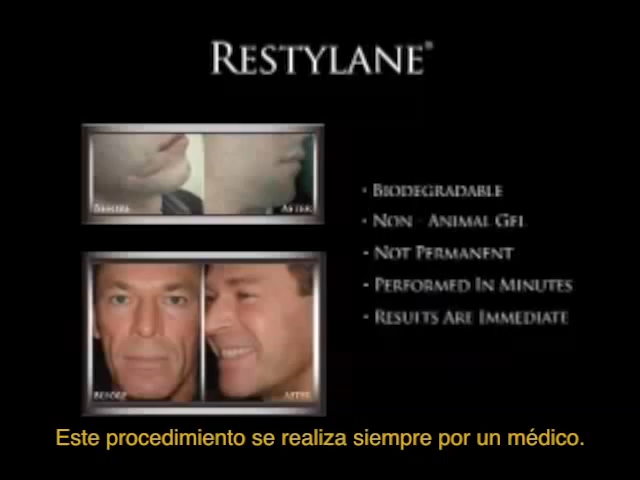 RESTYLANE®
BEFORE
AFTER
· BIODEGRADABLE
· NON - ANIMAL GEL
· NOT PERMANENT
· PERFORMED IN MINUTES
· RESULTS ARE IMMEDIATE
BEFORE
AFTER
Este procedimiento se realiza siempre por un médico.